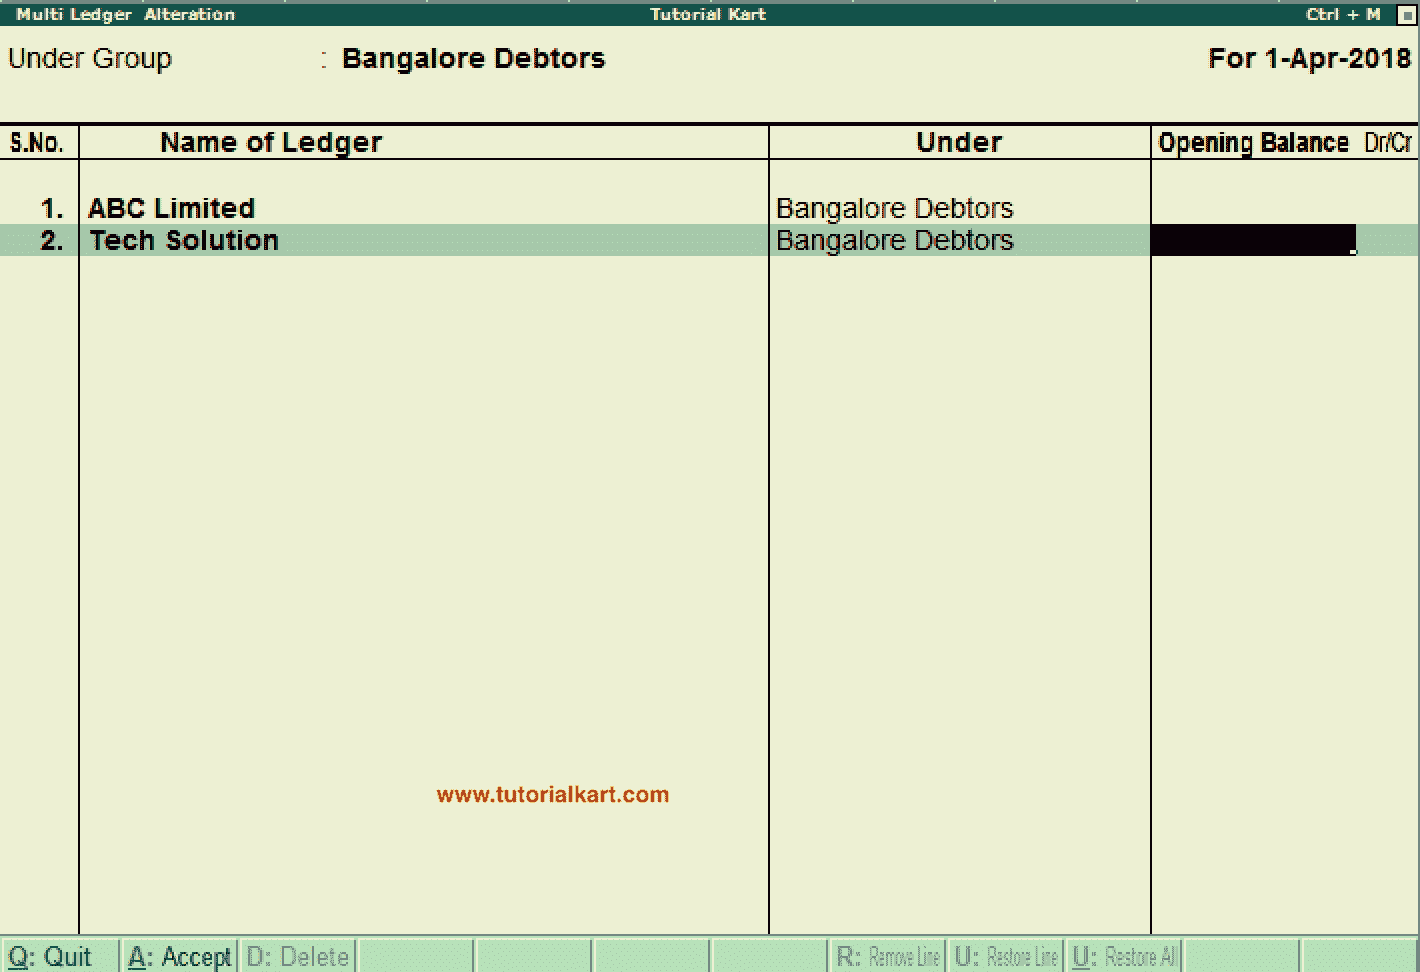 Multi Ledger Alteration Tutorial Kart Ctrl + M
Under Group : Bangalore Debtors For 1-Apr-2018
S.No. Name of Ledger Under Opening Balance Dr/Cr
1. ABC Limited Bangalore Debtors
2. Tech Solution Bangalore Debtors
www.tutorialkart.com
Q: Quit A: Accept D: Delete R: Remove Line U: Restore Line U: Restore All